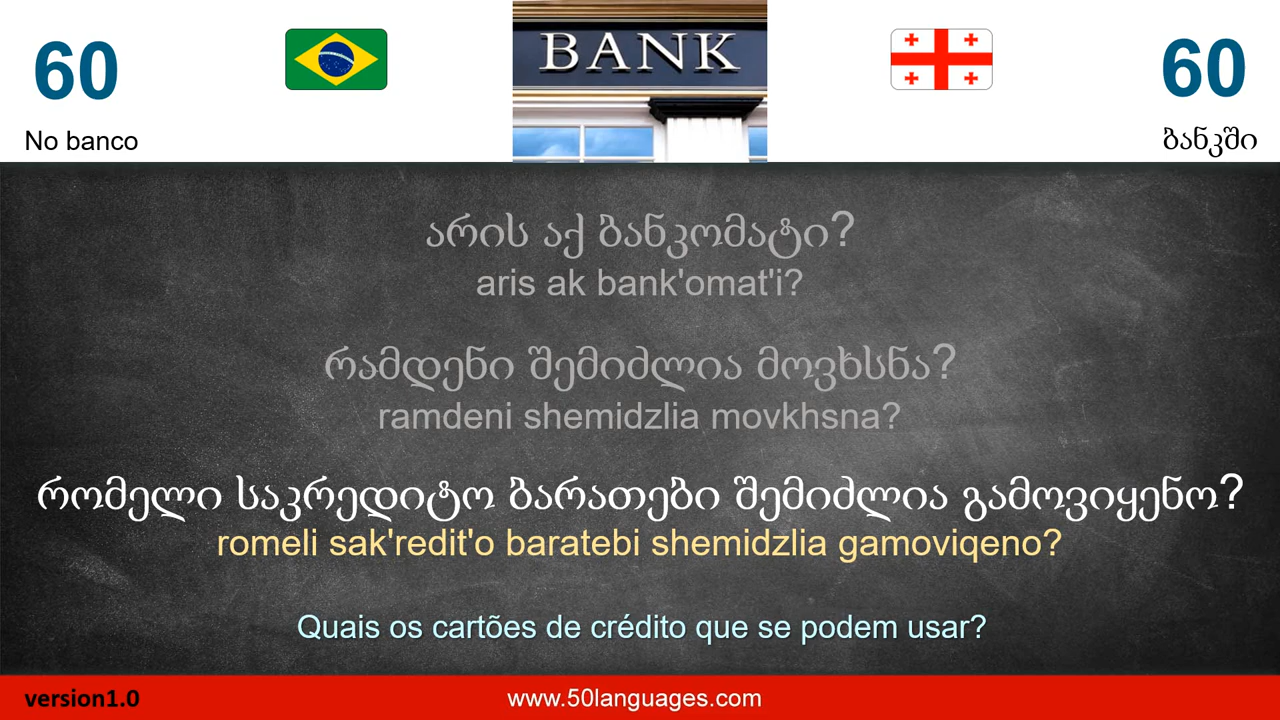 60
60
BANK
No banco
ბანკში
არის აქ ბანკომატი?
aris ak bank'omat'i?
რამდენი შემიძლია მოვხსნა?
ramdeni shemidzlia movkhsna?
რომელი საკრედიტო ბარათები შემიძლია გამოვიყენო?
romeli sak'redit'o baratebi shemidzlia gamoviqeno?
Quais os cartões de crédito que se podem usar?
version1.0
www.50languages.com